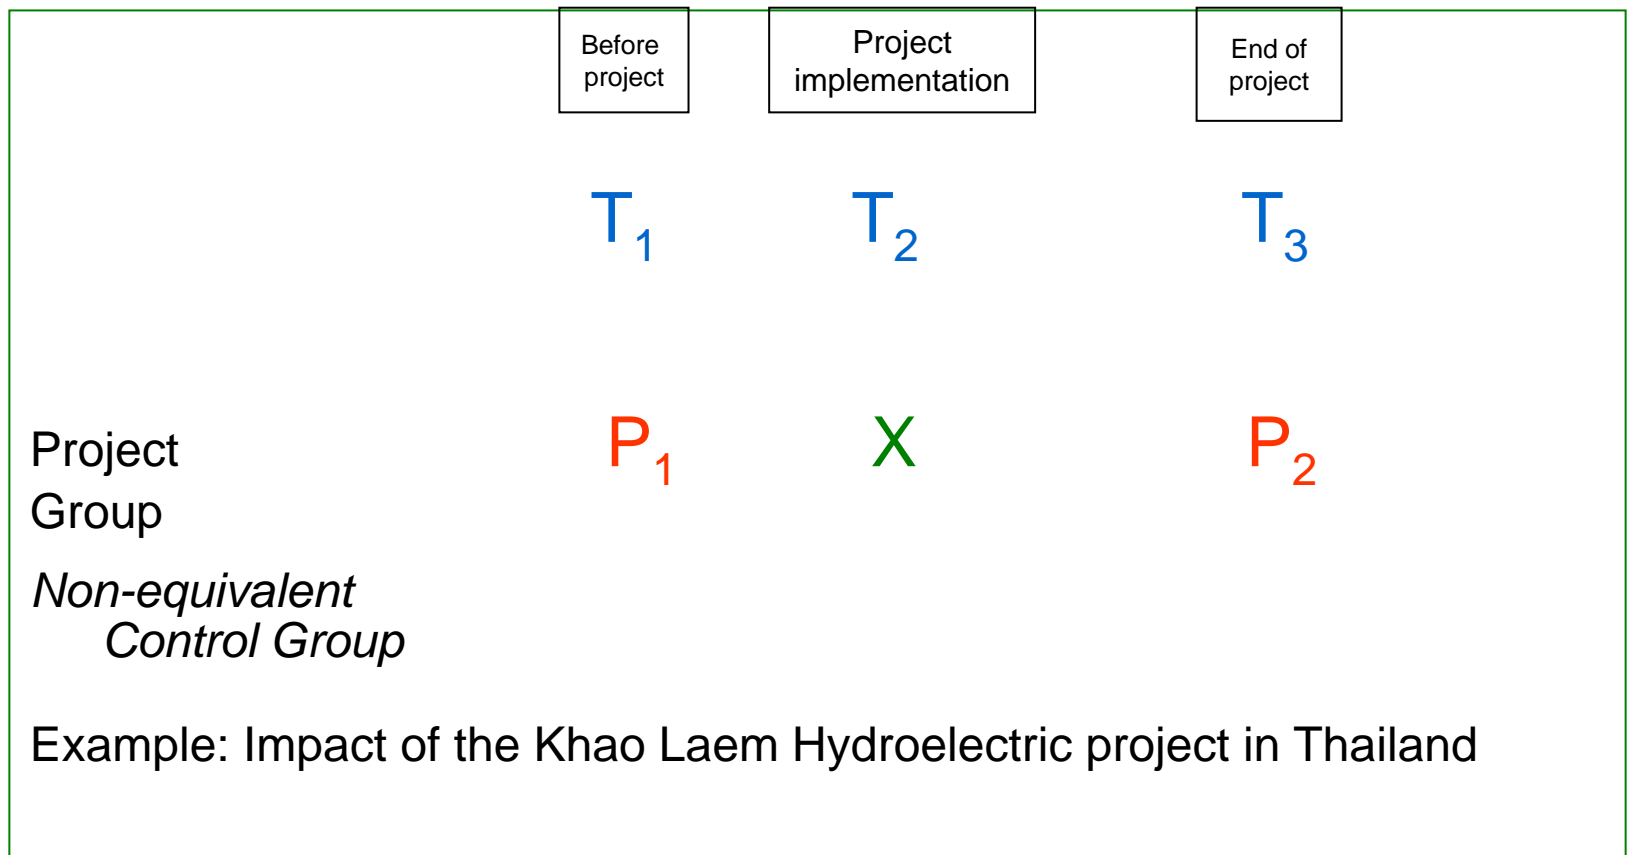 Before
project
Project
implementation
End of
project
T1 T2 T3
Project P1 X P2
Group
Non-equivalent
Control Group
Example: Impact of the Khao Laem Hydroelectric project in Thailand